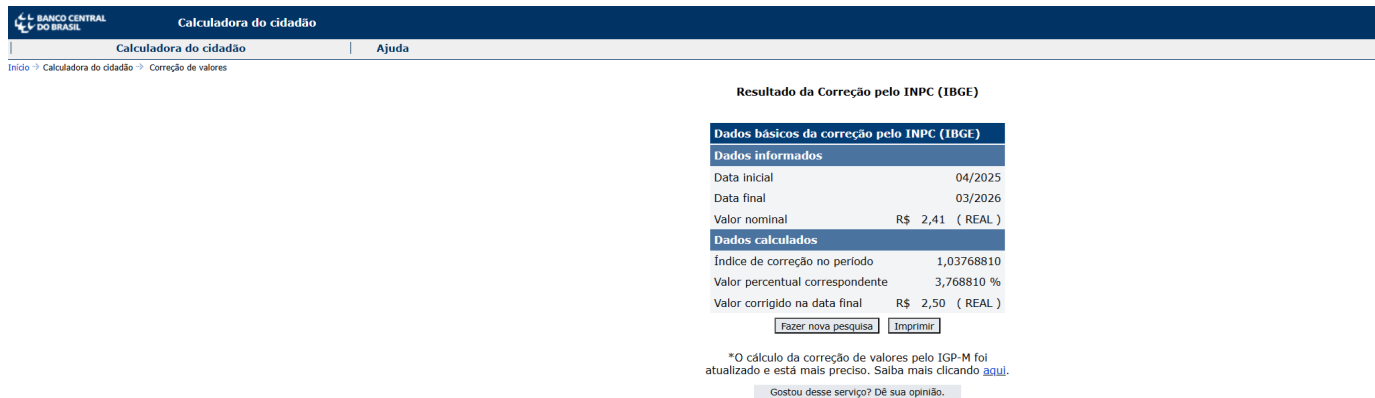 BANCO CENTRAL
DO BRASIL
Calculadora do cidadão
Calculadora do cidadão
Ajuda
Início → Calculadora do cidadão → Correção de valores
Resultado da Correção pelo INPC (IBGE)
Dados básicos da correção pelo INPC (IBGE)
Dados informados
Data inicial 04/2025
Data final 03/2026
Valor nominal R$ 2,41 ( REAL )
Dados calculados
Índice de correção no período 1,03768810
Valor percentual correspondente 3,768810 %
Valor corrigido na data final R$ 2,50 ( REAL )
Fazer nova pesquisa Imprimir
*O cálculo da correção de valores pelo IGP-M foi
atualizado e está mais preciso. Saiba mais clicando aqui.
Gostou desse serviço? Dê sua opinião.